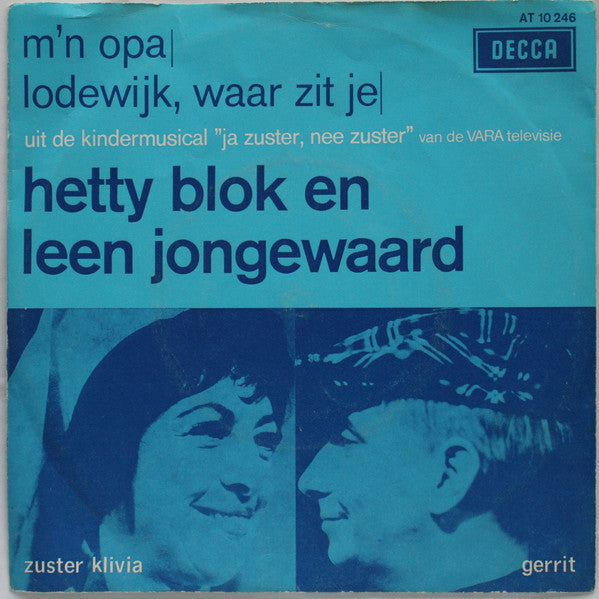 AT 10 246
DECCA
m'n opa|
lodewijk, waar zit je|
uit de kindermusical "ja zuster, nee zuster" van de VARA televisie
hetty blok en
leen jongewaard
zuster klivia
gerrit